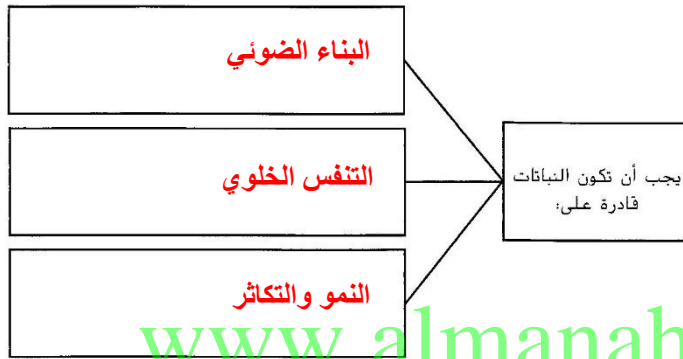 البناء الضوئي
يجب أن تكون النباتات
قادرة على:
التنفس الخلوي
النمو والتكاثر
www almanah